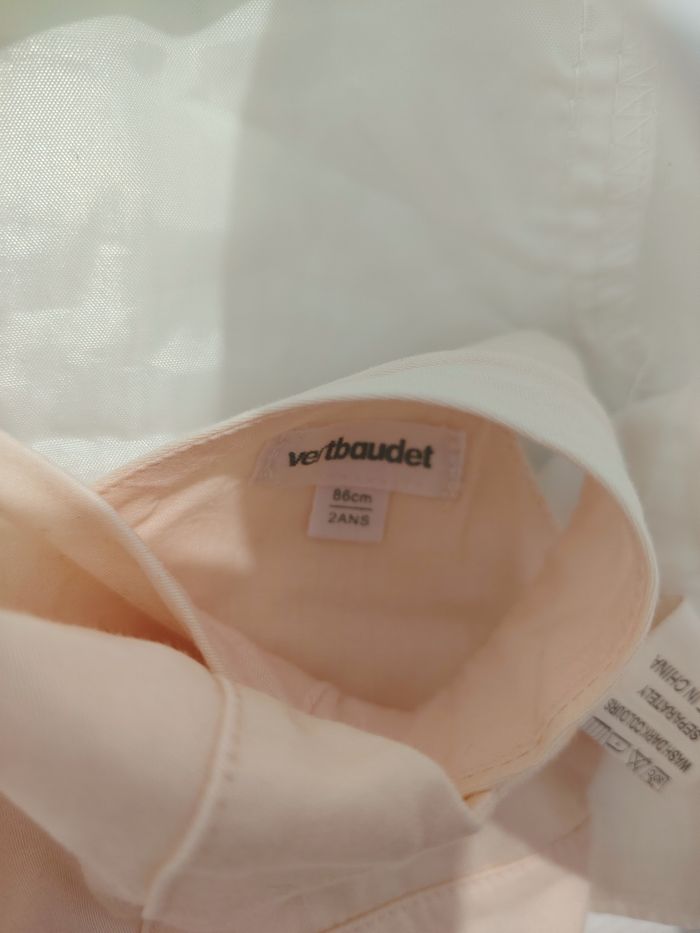 vertbaudet
86cm
2ANS
WASH DARK COLOURS
SEPARATELY
IN CHINA